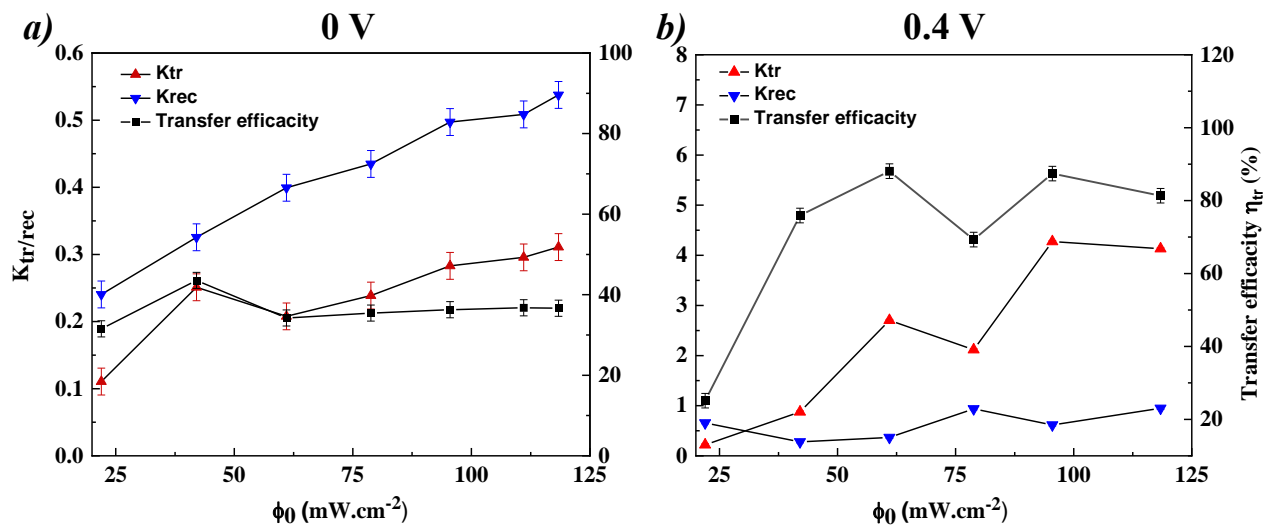 a)
0 V
Ktr
Krec
Transfer efficacity
0.6
0.5
0.4
0.3
0.2
0.1
0.0
100
80
60
40
20
0
Ktr/rec
25
50
75
100
125
ϕ0 (mW.cm-2)
b)
0.4 V
Ktr
Krec
Transfer efficacity
8
7
6
5
4
3
2
1
0
120
100
80
60
40
20
Transfer efficacity ηtr (%)
25
50
75
100
125
ϕ0 (mW.cm-2)